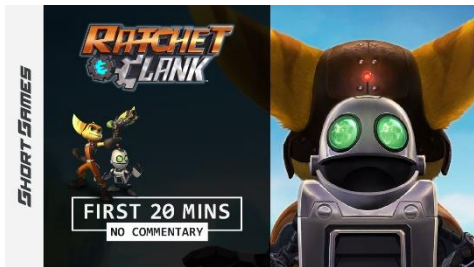 SHORT GAMES
RATCHET
CLANK
FIRST 20 MINS
NO COMMENTARY